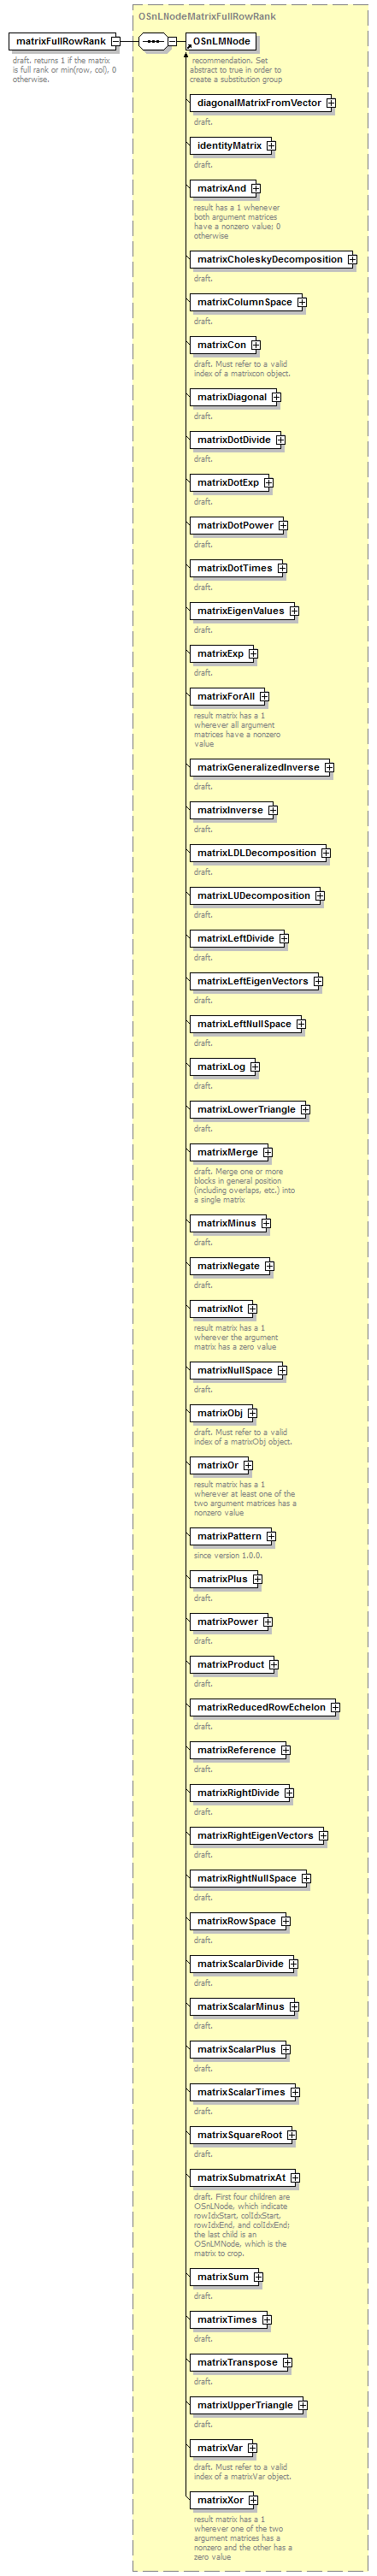 OSnLNodeMatrixFullRowRank
matrixFullRowRank
draft. returns 1 if the matrix
is full rank or min(row, col), 0
otherwise.
OSnLMNode
recommendation. Set
abstract to true in order to
create a substitution group
diagonalMatrixFromVector
draft.
identityMatrix
draft.
matrixAnd
result has a 1 whenever
both argument matrices
have a nonzero value; 0
otherwise
matrixCholeskyDecomposition
draft.
matrixColumnSpace
draft.
matrixCon
draft. Must refer to a valid
index of a matrixcon object.
matrixDiagonal
draft.
matrixDotDivide
draft.
matrixDotExp
draft.
matrixDotPower
draft.
matrixDotTimes
draft.
matrixEigenValues
draft.
matrixExp
draft.
matrixForAll
result matrix has a 1
wherever all argument
matrices have a nonzero
value
matrixGeneralizedInverse
draft.
matrixInverse
draft.
matrixLDLDecomposition
draft.
matrixLUDecomposition
draft.
matrixLeftDivide
draft.
matrixLeftEigenVectors
draft.
matrixLeftNullSpace
draft.
matrixLog
draft.
matrixLowerTriangle
draft.
matrixMerge
draft. Merge one or more
blocks in general position
(including overlaps, etc.) into
a single matrix
matrixMinus
draft.
matrixNegate
draft.
matrixNot
result matrix has a 1
wherever the argument
matrix has a zero value
matrixNullSpace
draft.
matrixObj
draft. Must refer to a valid
index of a matrixObj object.
matrixOr
result matrix has a 1
wherever at least one of the
two argument matrices has a
nonzero value
matrixPattern
since version 1.0.0.
matrixPlus
draft.
matrixPower
draft.
matrixProduct
draft.
matrixReducedRowEchelon
draft.
matrixReference
draft.
matrixRightDivide
draft.
matrixRightEigenVectors
draft.
matrixRightNullSpace
draft.
matrixRowSpace
draft.
matrixScalarDivide
draft.
matrixScalarMinus
draft.
matrixScalarPlus
draft.
matrixScalarTimes
draft.
matrixSquareRoot
draft.
matrixSubmatrixAt
draft. First four children are
OSnLNode, which indicate
rowIdxStart, colIdxStart,
rowIdxEnd, and colIdxEnd;
the last child is an
OSnLMNode, which is the
matrix to crop.
matrixSum
draft.
matrixTimes
draft.
matrixTranspose
draft.
matrixUpperTriangle
draft.
matrixVar
draft. Must refer to a valid
index of a matrixVar object.
matrixXor
result matrix has a 1
wherever one of the two
argument matrices has a
nonzero and the other has a
zero value